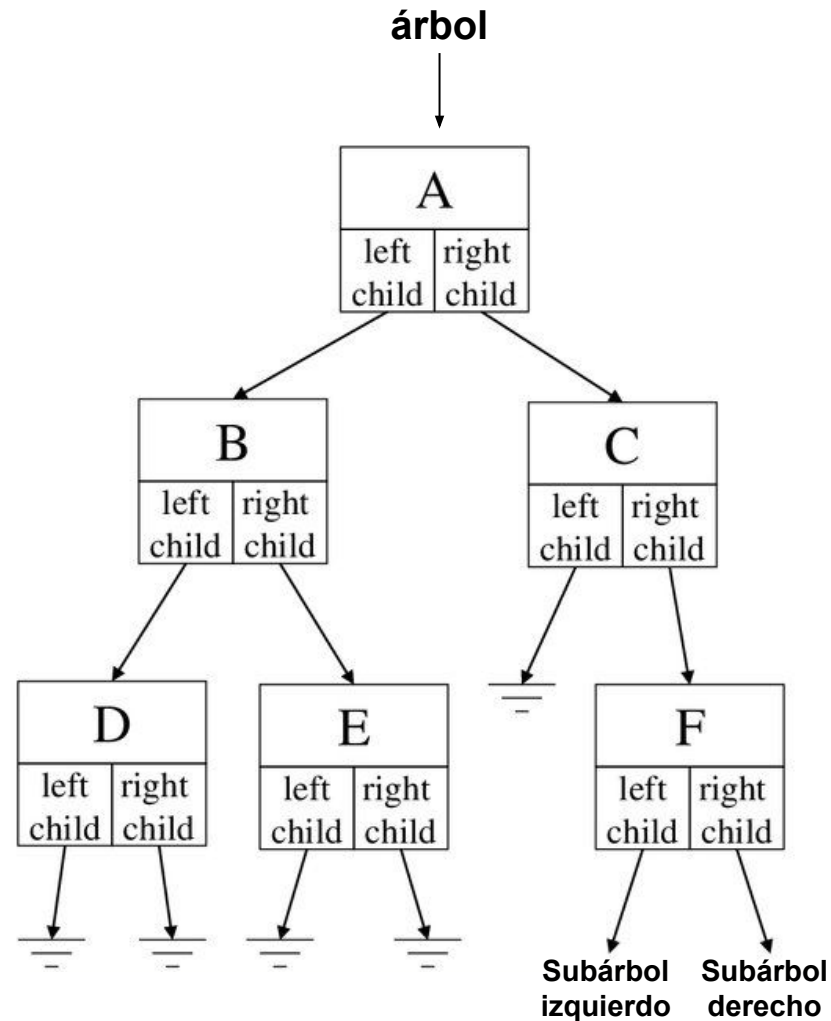 árbol
A
left right
child child
B
left right
child child
C
left right
child child
D
left right
child child
E
left right
child child
F
left right
child child
Subárbol
izquierdo
Subárbol
derecho